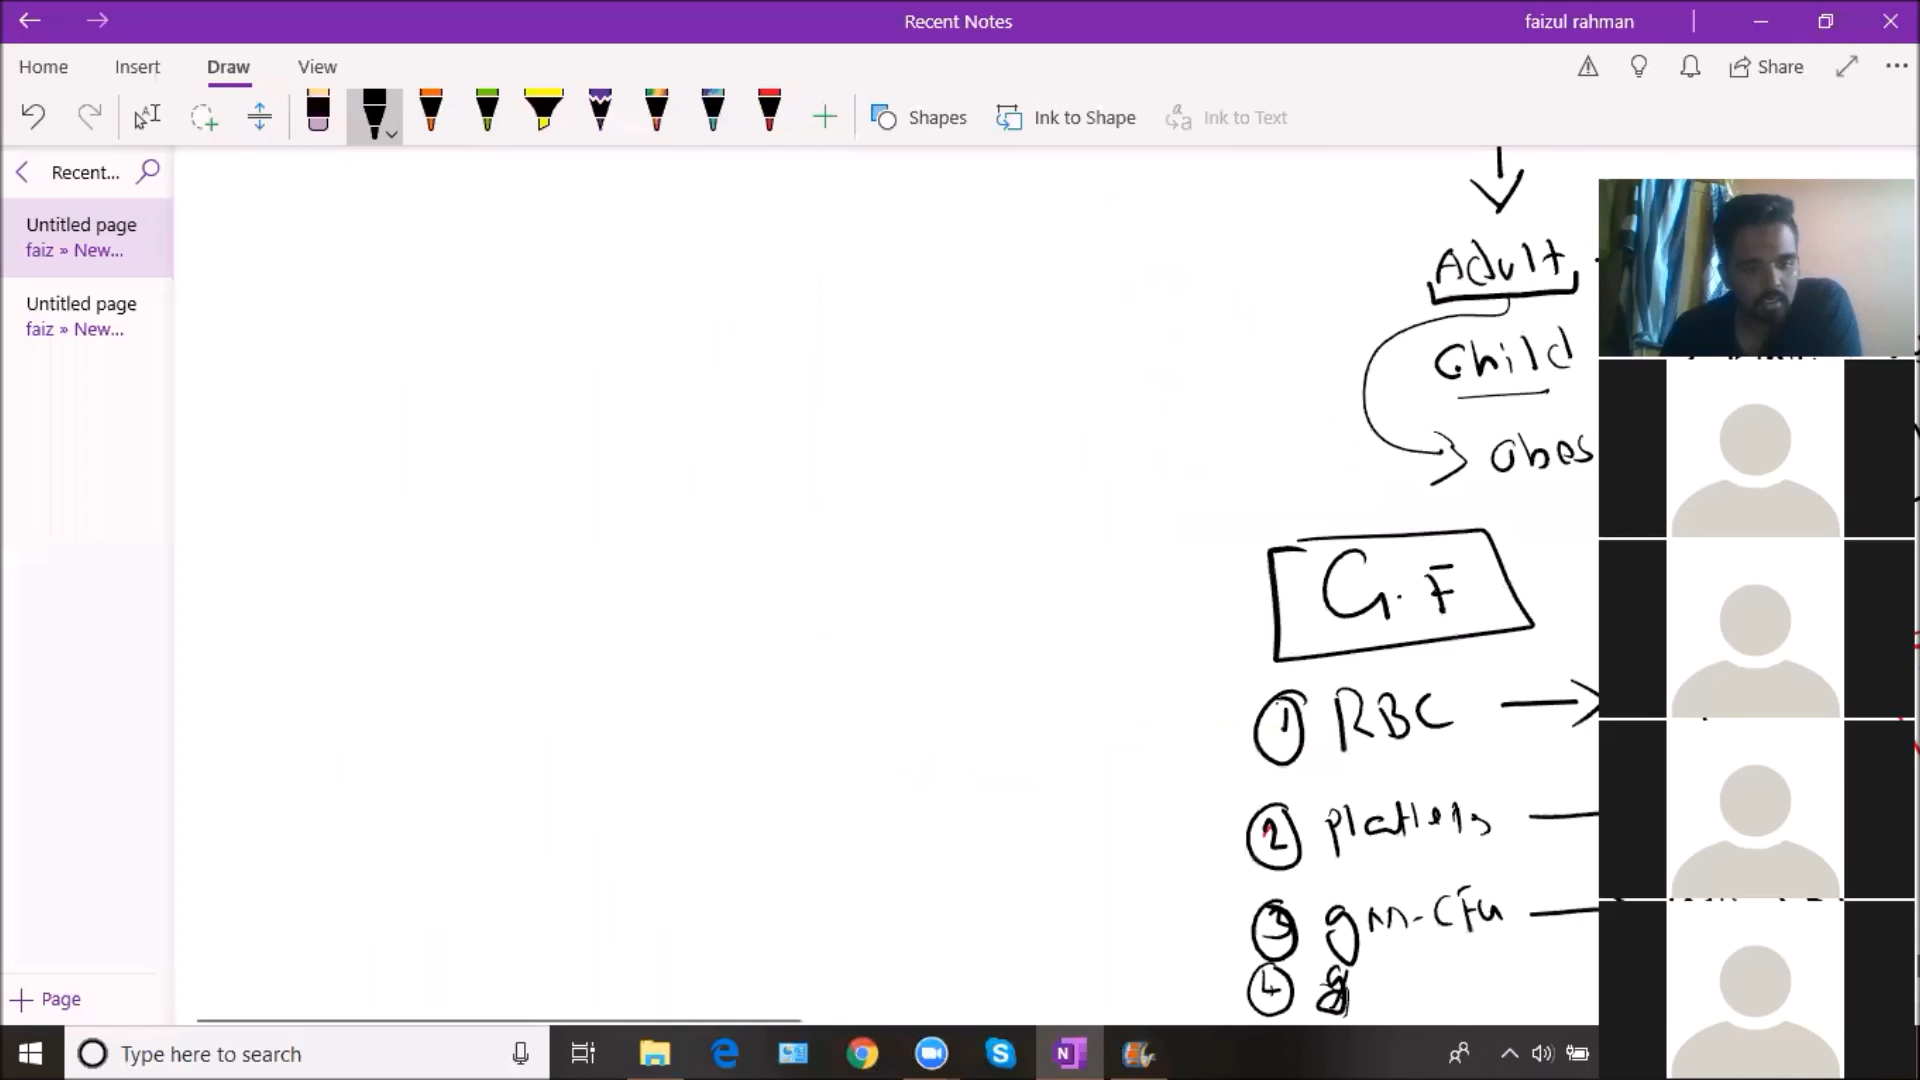 Recent Notes
faizul rahman
Home Insert Draw View
Share
Shapes
Ink to Shape
Ink to Text
Recent...
Untitled page
faiz » New...
Untitled page
faiz » New...
Adult
Child
obes
G.F
1 RBC
2 platlets
3 gm-CFU
4 g
Page
Type here to search